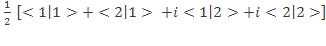 1/2 [< 1|1 > + < 2|1 > +i < 1|2 > +i < 2|2 >]